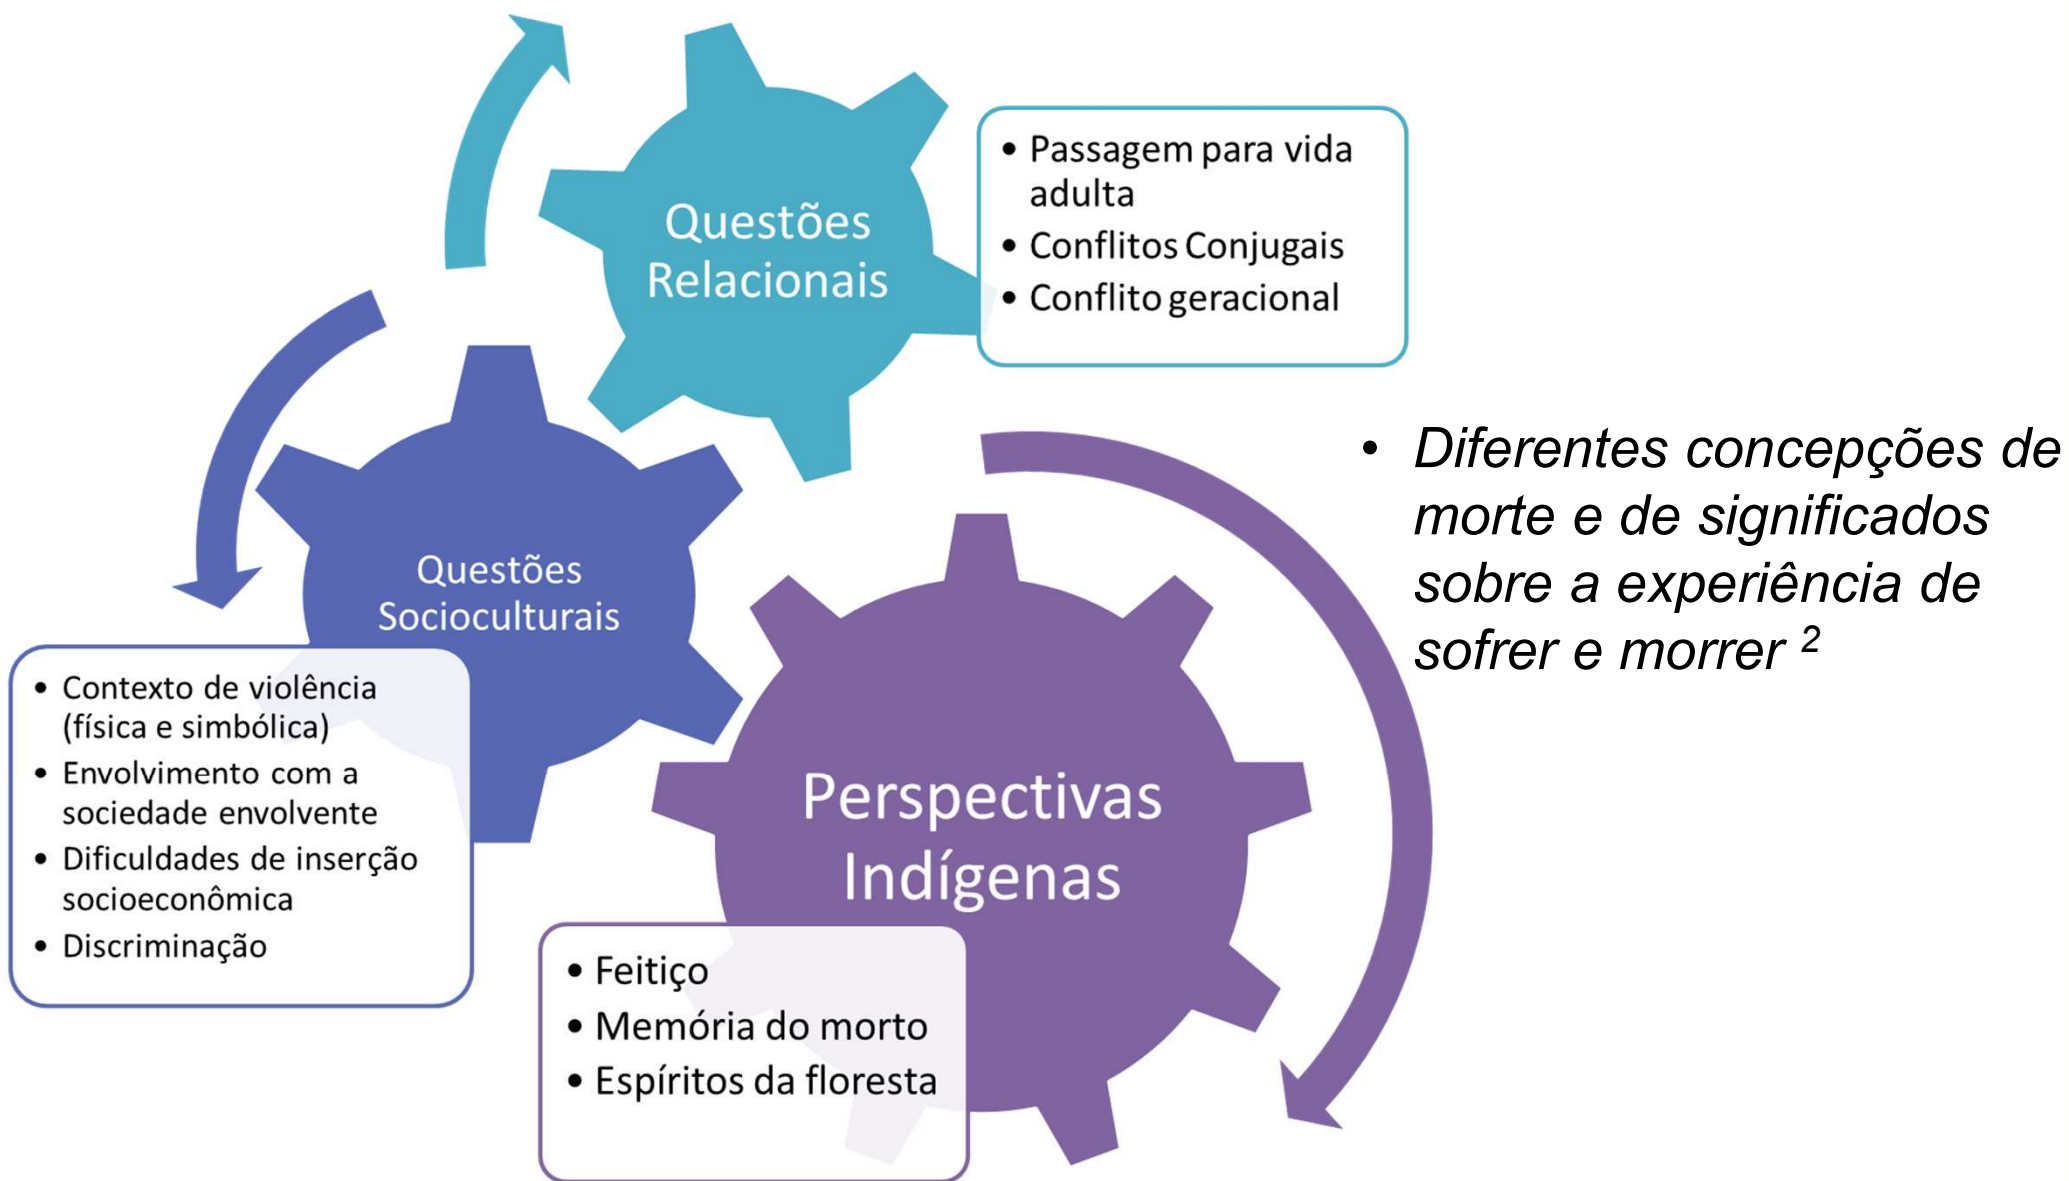 Questões
Relacionais
• Passagem para vida
adulta
• Conflitos Conjugais
• Conflito geracional
Questões
Socioculturais
• Contexto de violência
(física e simbólica)
• Envolvimento com a
sociedade envolvente
• Dificuldades de inserção
socioeconômica
• Discriminação
Perspectivas
Indígenas
• Feitiço
• Memória do morto
• Espíritos da floresta
• Diferentes concepções de
morte e de significados
sobre a experiência de
sofrer e morrer ²